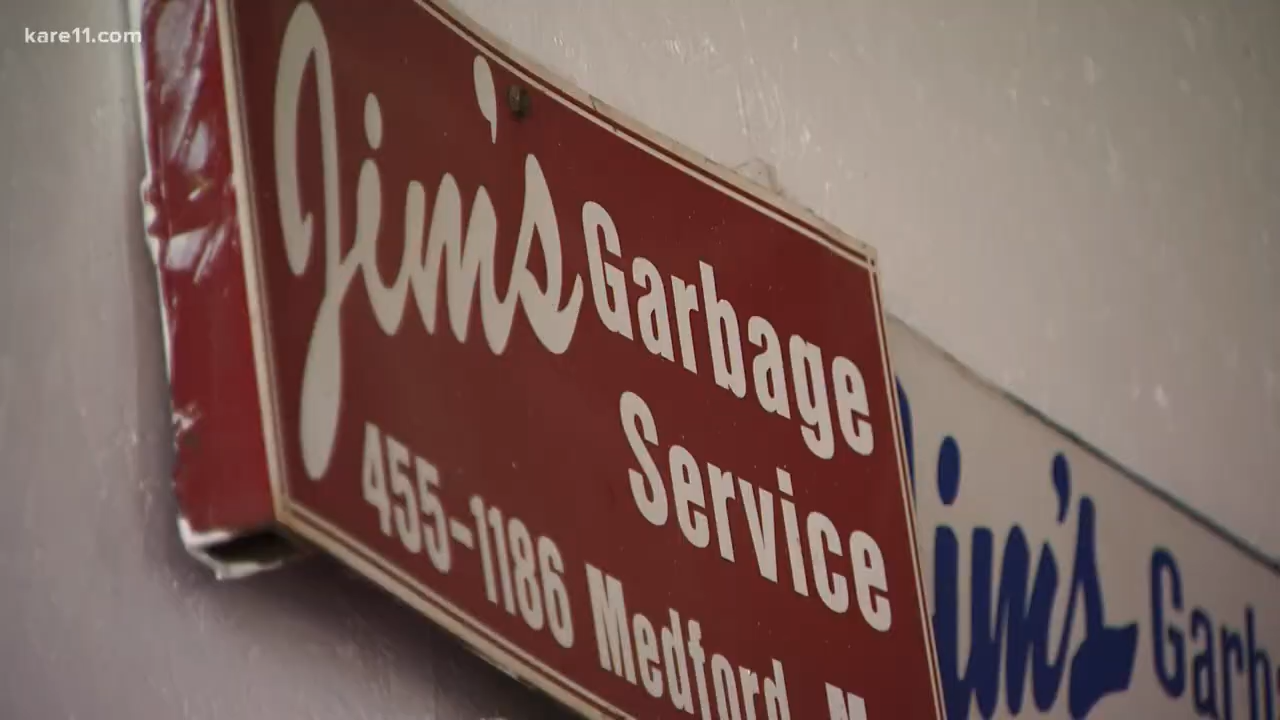 kare11.com
Jim's Garbage
Service
455-1186 Medford
im's Garb